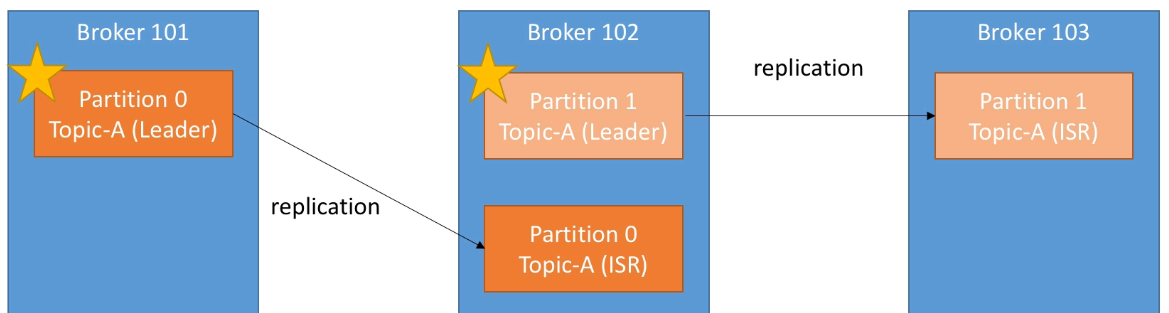 Broker 101
Partition 0
Topic-A (Leader)
replication
Broker 102
Partition 1
Topic-A (Leader)
Partition 0
Topic-A (ISR)
replication
Broker 103
Partition 1
Topic-A (ISR)